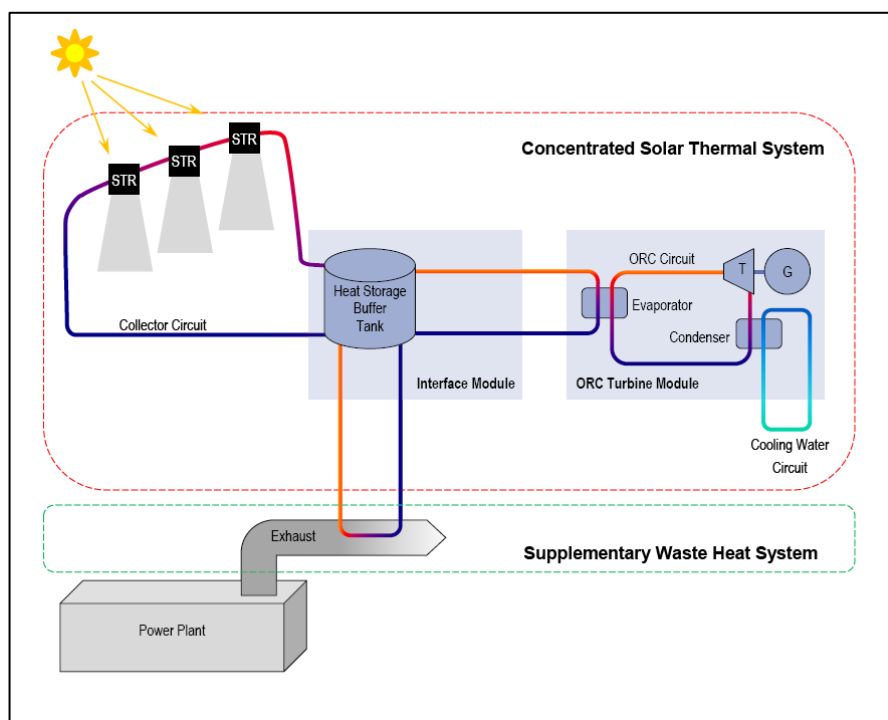 STR
STR
STR
Concentrated Solar Thermal System
ORC Circuit
T
G
Heat Storage
Buffer
Tank
Evaporator
Collector Circuit
Condenser
Interface Module
ORC Turbine Module
Cooling Water
Circuit
Exhaust
Supplementary Waste Heat System
Power Plant